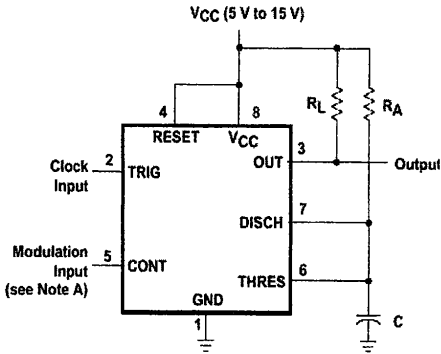 VCC (5 V to 15 V)
RL
RA
4
8
RESET
VCC
2
3
Clock
Input
TRIG
OUT
Output
7
DISCH
Modulation
Input
(see Note A)
5
CONT
6
THRES
GND
1
C